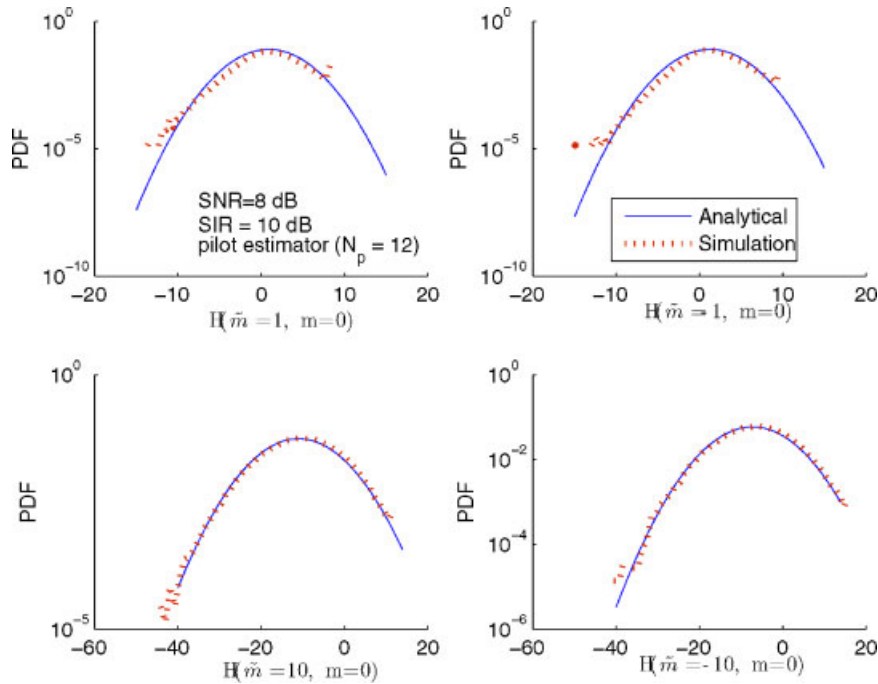 10^0
10^-5
10^-10
PDF
SNR=8 dB
SIR = 10 dB
pilot estimator (N_p = 12)
−20 −10 0 10 20
H(m̃ =1, m=0)
10^0
10^-5
10^-10
PDF
Analytical
Simulation
−20 −10 0 10 20
H(m̃ =-1, m=0)
10^0
10^-5
PDF
−60 −40 −20 0 20
H(m̃ =10, m=0)
10^0
10^-2
10^-4
10^-6
PDF
−60 −40 −20 0 20
H(m̃ =-10, m=0)